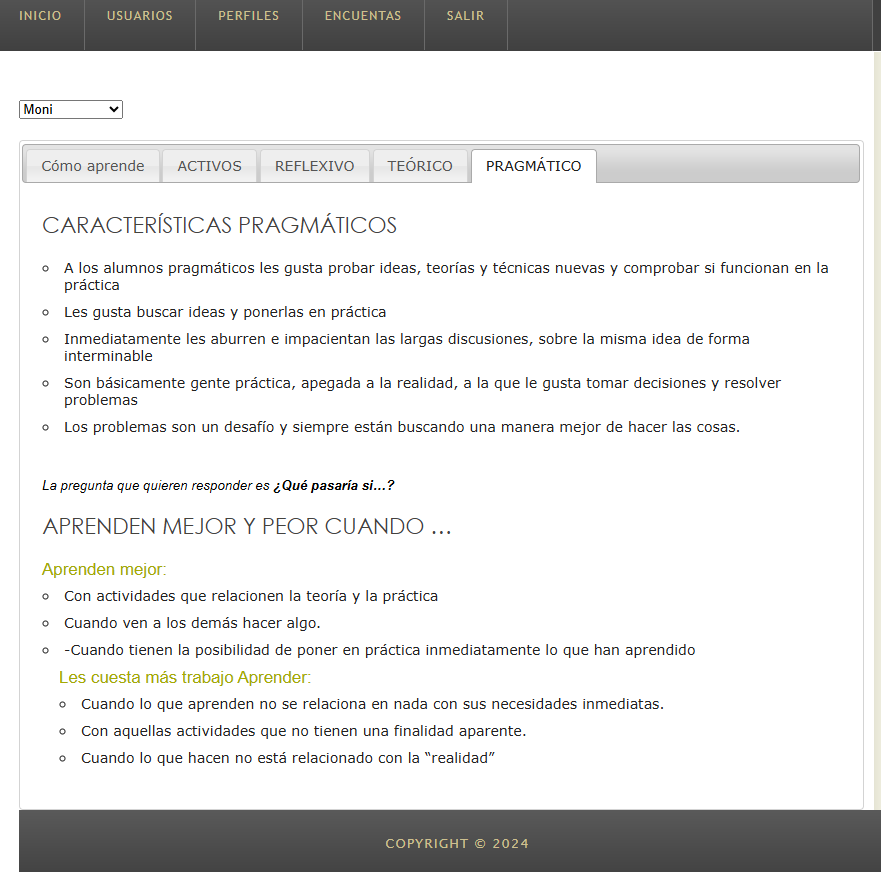 INICIO USUARIOS PERFILES ENCUENTAS SALIR
Moni
Cómo aprende ACTIVOS REFLEXIVO TEÓRICO PRAGMÁTICO
CARACTERÍSTICAS PRAGMÁTICOS
A los alumnos pragmáticos les gusta probar ideas, teorías y técnicas nuevas y comprobar si funcionan en la
práctica
Les gusta buscar ideas y ponerlas en práctica
Inmediatamente les aburren e impacientan las largas discusiones, sobre la misma idea de forma
interminable
Son básicamente gente práctica, apegada a la realidad, a la que le gusta tomar decisiones y resolver
problemas
Los problemas son un desafío y siempre están buscando una manera mejor de hacer las cosas.
La pregunta que quieren responder es ¿Qué pasaría si...?
APRENDEN MEJOR Y PEOR CUANDO ...
Aprenden mejor:
Con actividades que relacionen la teoría y la práctica
Cuando ven a los demás hacer algo.
-Cuando tienen la posibilidad de poner en práctica inmediatamente lo que han aprendido
Les cuesta más trabajo Aprender:
Cuando lo que aprenden no se relaciona en nada con sus necesidades inmediatas.
Con aquellas actividades que no tienen una finalidad aparente.
Cuando lo que hacen no está relacionado con la “realidad”
COPYRIGHT © 2024